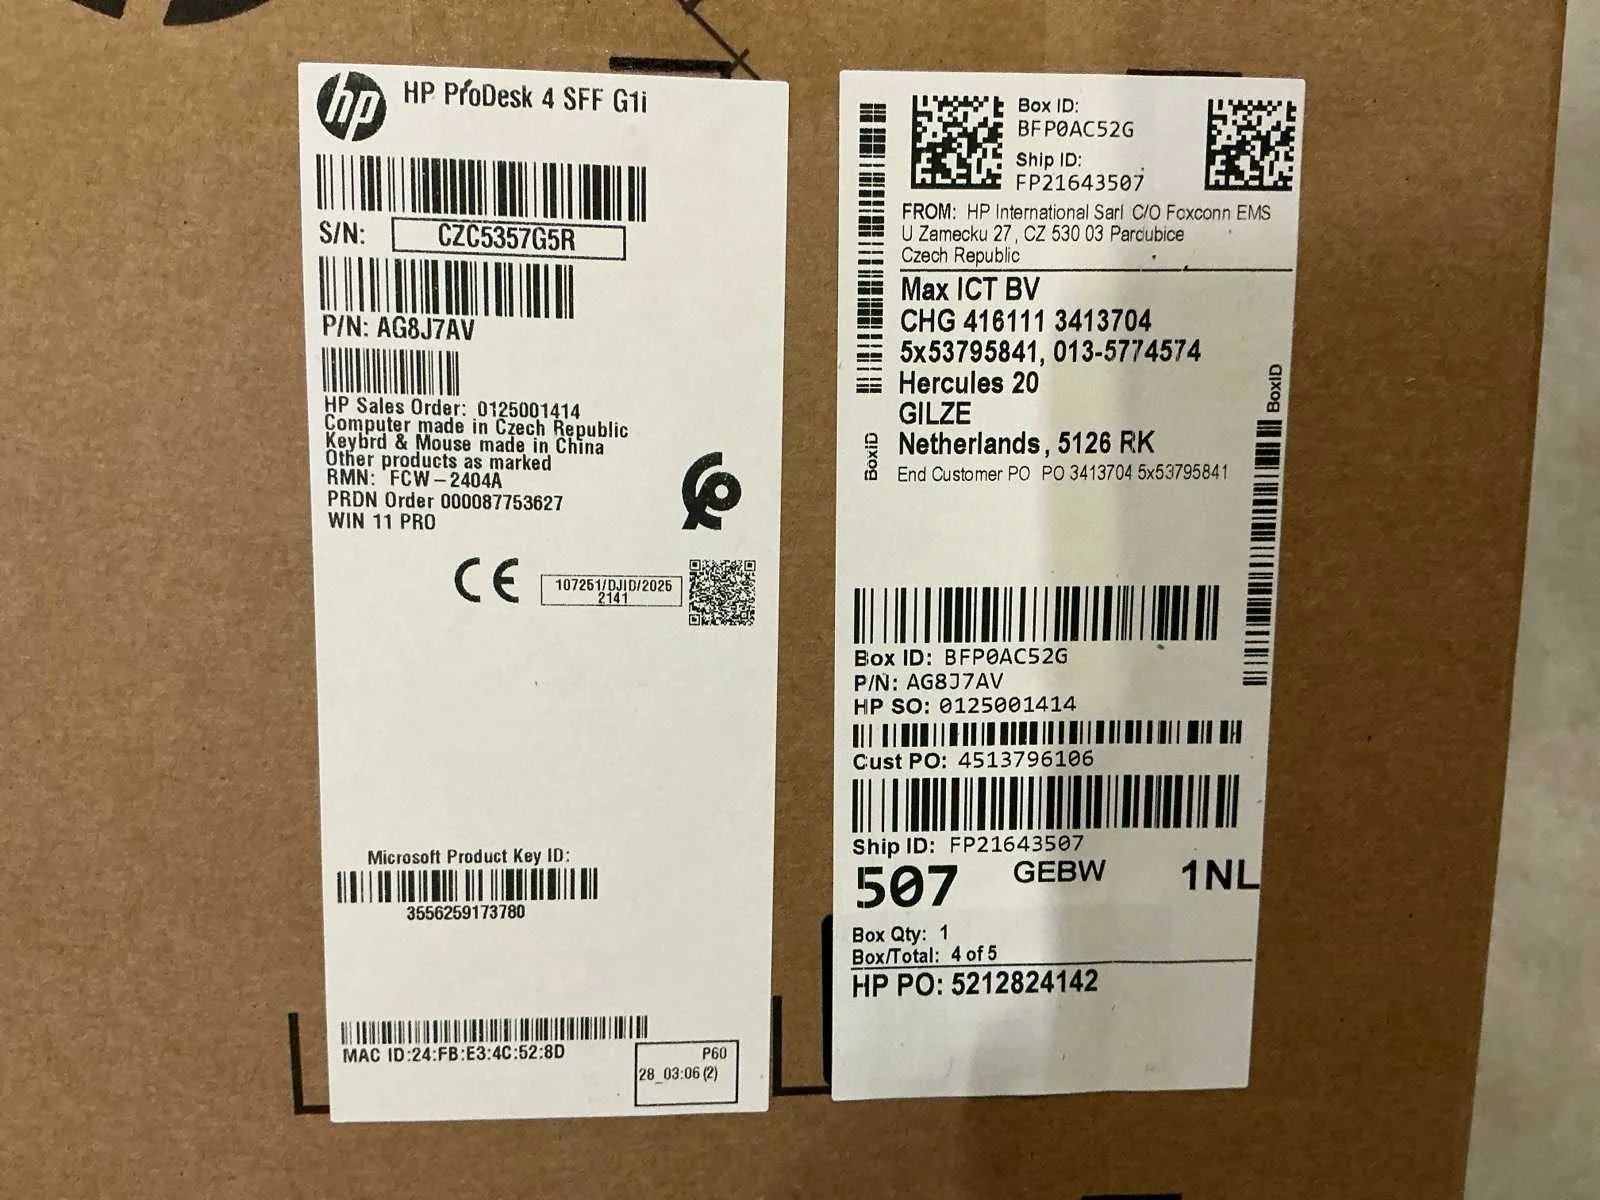 hp
HP ProDesk 4 SFF G1i
S/N: CZC5357G5R
P/N: AG8J7AV
HP Sales Order: 0125001414
Computer made in Czech Republic
Keybrd & Mouse made in China
Other products as marked
RMN: FCW-2404A
PRDN Order 000087753627
WIN 11 PRO
CE
107251/DJID/2025
2141
Microsoft Product Key ID:
3556259173780
MAC ID:24:FB:E3:4C:52:8D
P60
28_03:06 (2)
Box ID:
BFP0AC52G
Ship ID:
FP21643507
FROM: HP International Sarl C/O Foxconn EMS
U Zamecku 27, CZ 530 03 Pardubice
Czech Republic
Max ICT BV
CHG 416111 3413704
5x53795841, 013-5774574
Hercules 20
GILZE
Netherlands, 5126 RK
End Customer PO PO 3413704 5x53795841
BoxID
BoxID
Box ID: BFP0AC52G
P/N: AG8J7AV
HP SO: 0125001414
Cust PO: 4513796106
Ship ID: FP21643507
507 GEBW 1NL
Box Qty: 1
Box/Total: 4 of 5
HP PO: 5212824142